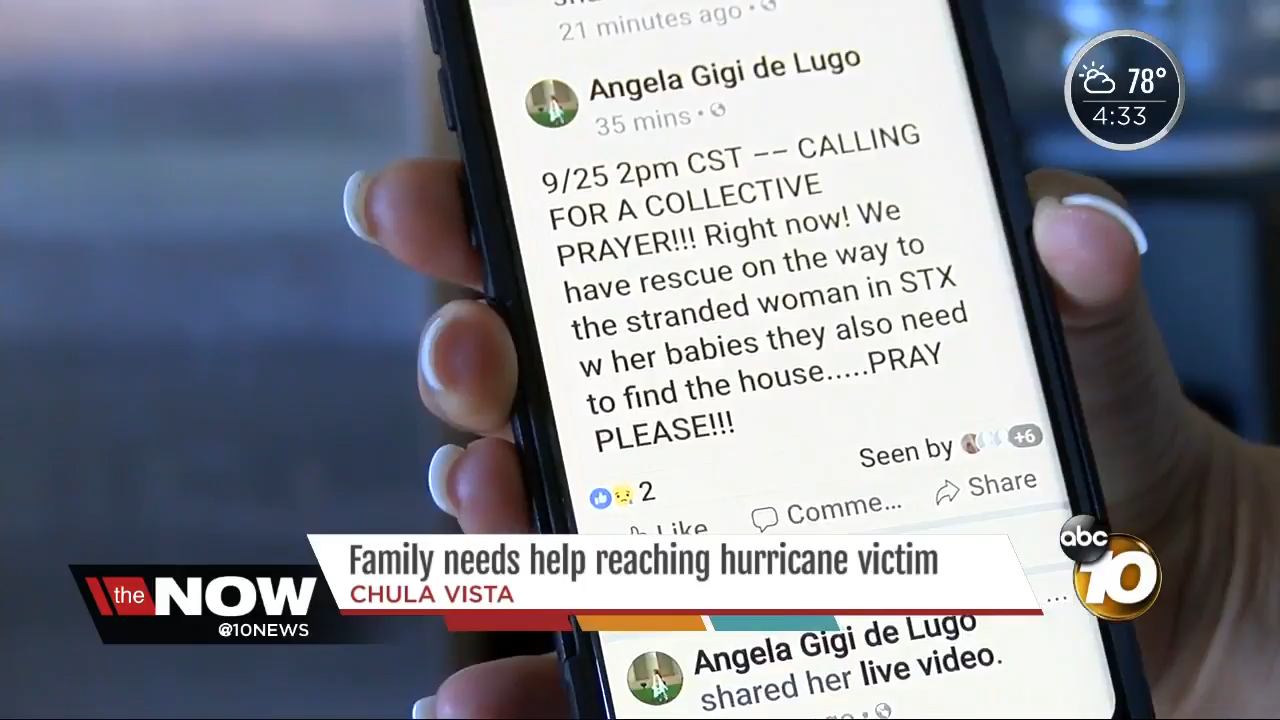 21 minutes ago
Angela Gigi de Lugo
35 mins
78°
4:33
9/25 2pm CST -- CALLING
FOR A COLLECTIVE
PRAYER!!! Right now! We
have rescue on the way to
the stranded woman in STX
w her babies they also need
to find the house.....PRAY
PLEASE!!!
Seen by +6
2
Like Comme... Share
Family needs help reaching hurricane victim
CHULA VISTA
the NOW
@10NEWS
abc
10
...
Angela Gigi de Lugo
shared her live video.